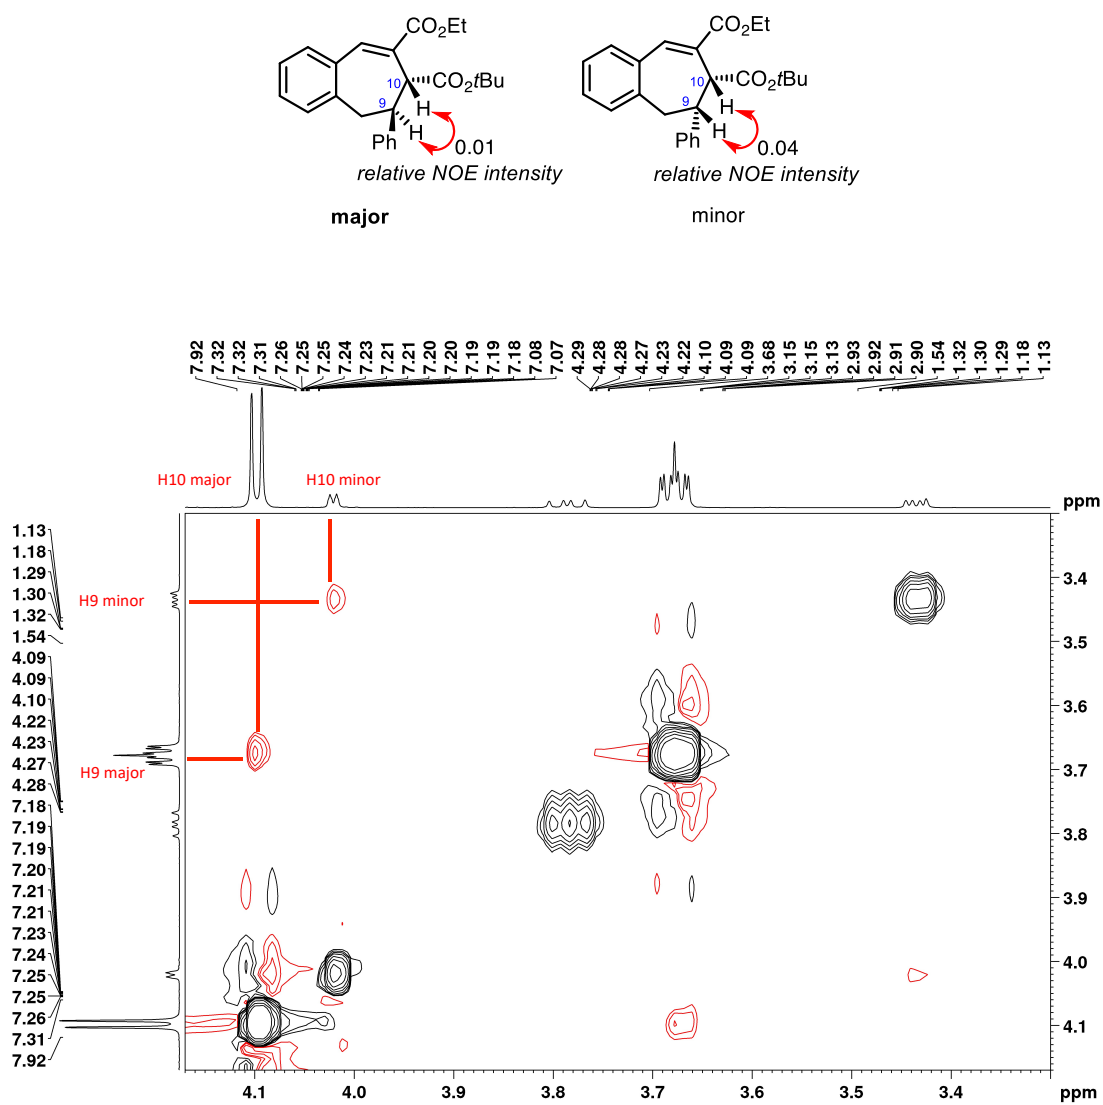 CO2Et
CO2Et
10
CO2tBu
10
CO2tBu
9
H
9
H
Ph
H
Ph
H
0.01
0.04
relative NOE intensity
relative NOE intensity
major
minor
7.92 7.32 7.32 7.31 7.26 7.25 7.25 7.24 7.23 7.21 7.21 7.20 7.20 7.19 7.19 7.18 7.08 7.07 4.29 4.28 4.28 4.27 4.23 4.22 4.10 4.09 4.09 3.68 3.15 3.15 3.13 2.93 2.92 2.91 2.90 1.54 1.32 1.30 1.29 1.18 1.13
H10 major
H10 minor
ppm
1.13
1.18
1.29
1.30
1.32
1.54
4.09
4.09
4.10
4.22
4.23
4.27
4.28
7.18
7.19
7.19
7.20
7.21
7.21
7.23
7.24
7.25
7.25
7.26
7.31
7.92
H9 minor
H9 major
3.4
3.5
3.6
3.7
3.8
3.9
4.0
4.1
4.1 4.0 3.9 3.8 3.7 3.6 3.5 3.4 ppm